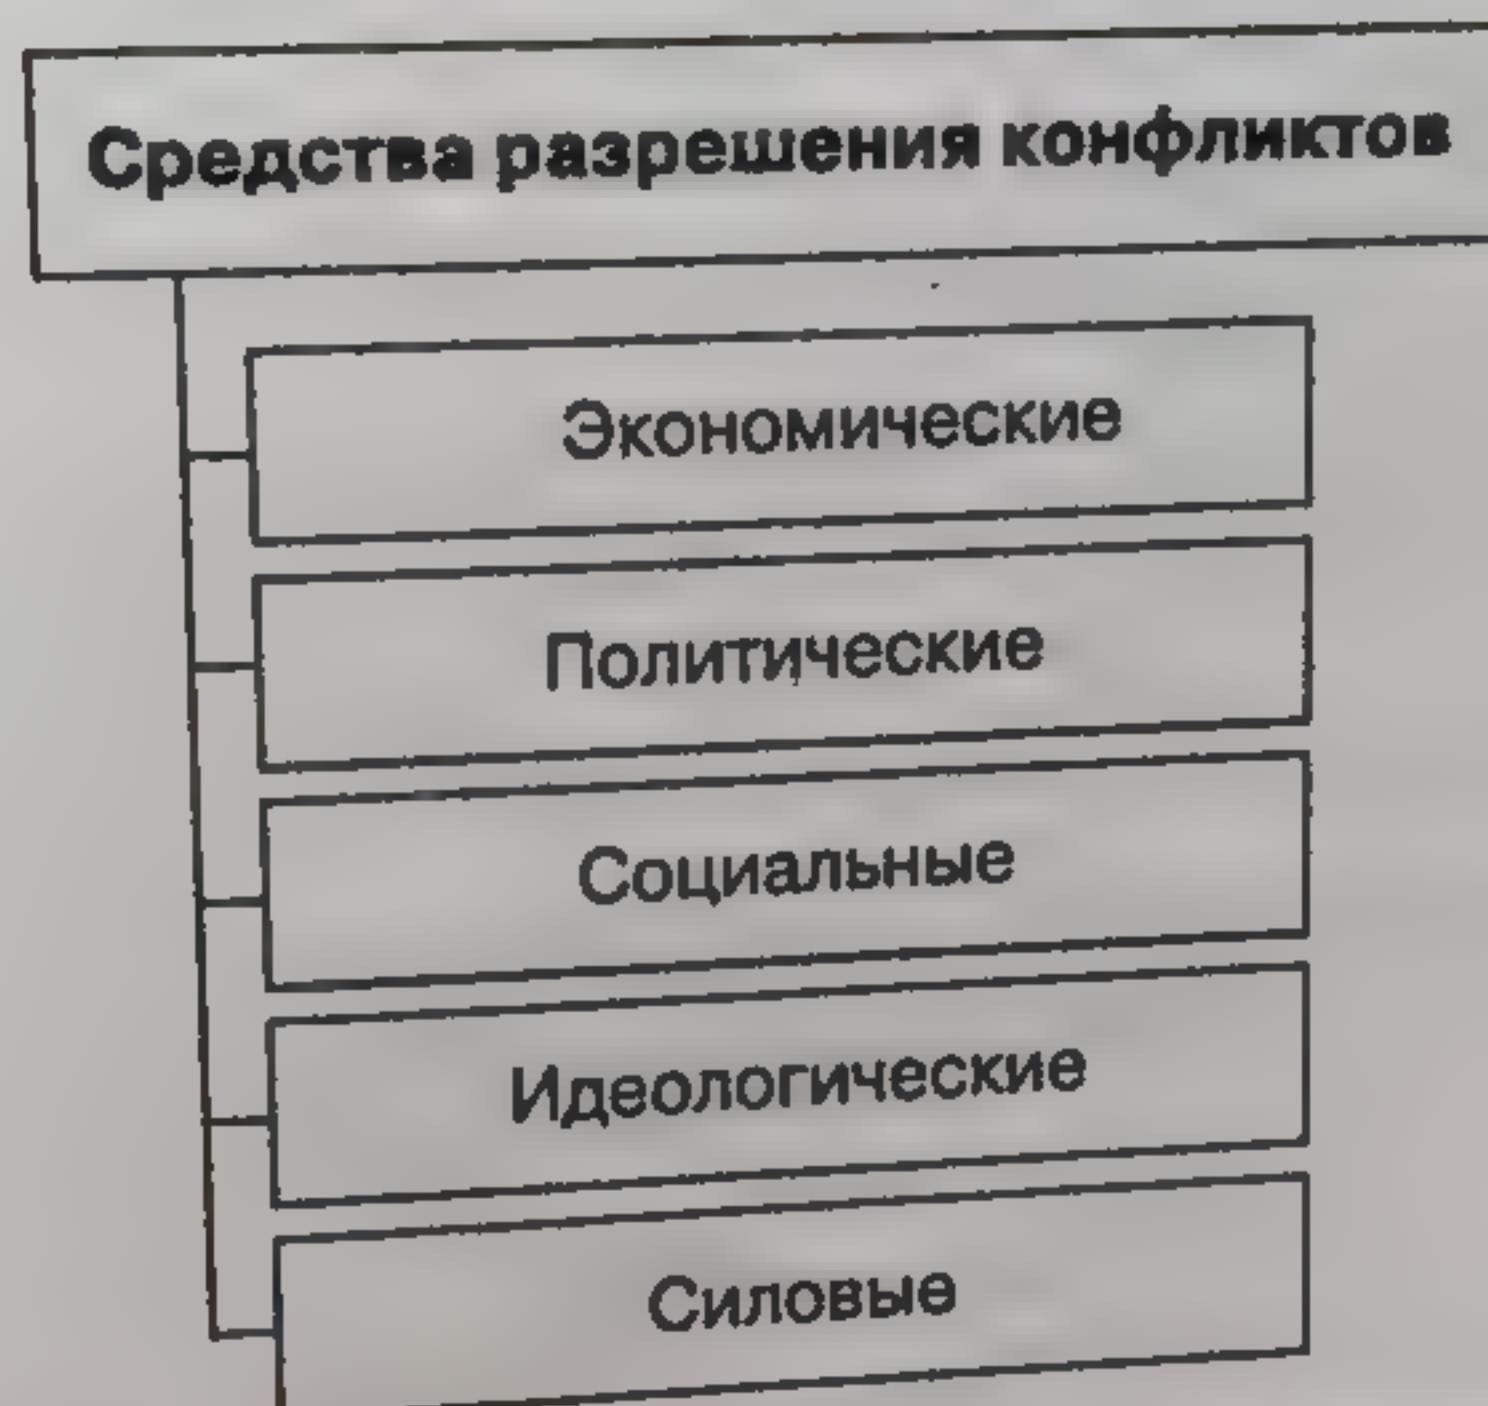 Средства разрешения конфликтов
Экономические
Политические
Социальные
Идеологические
Силовые